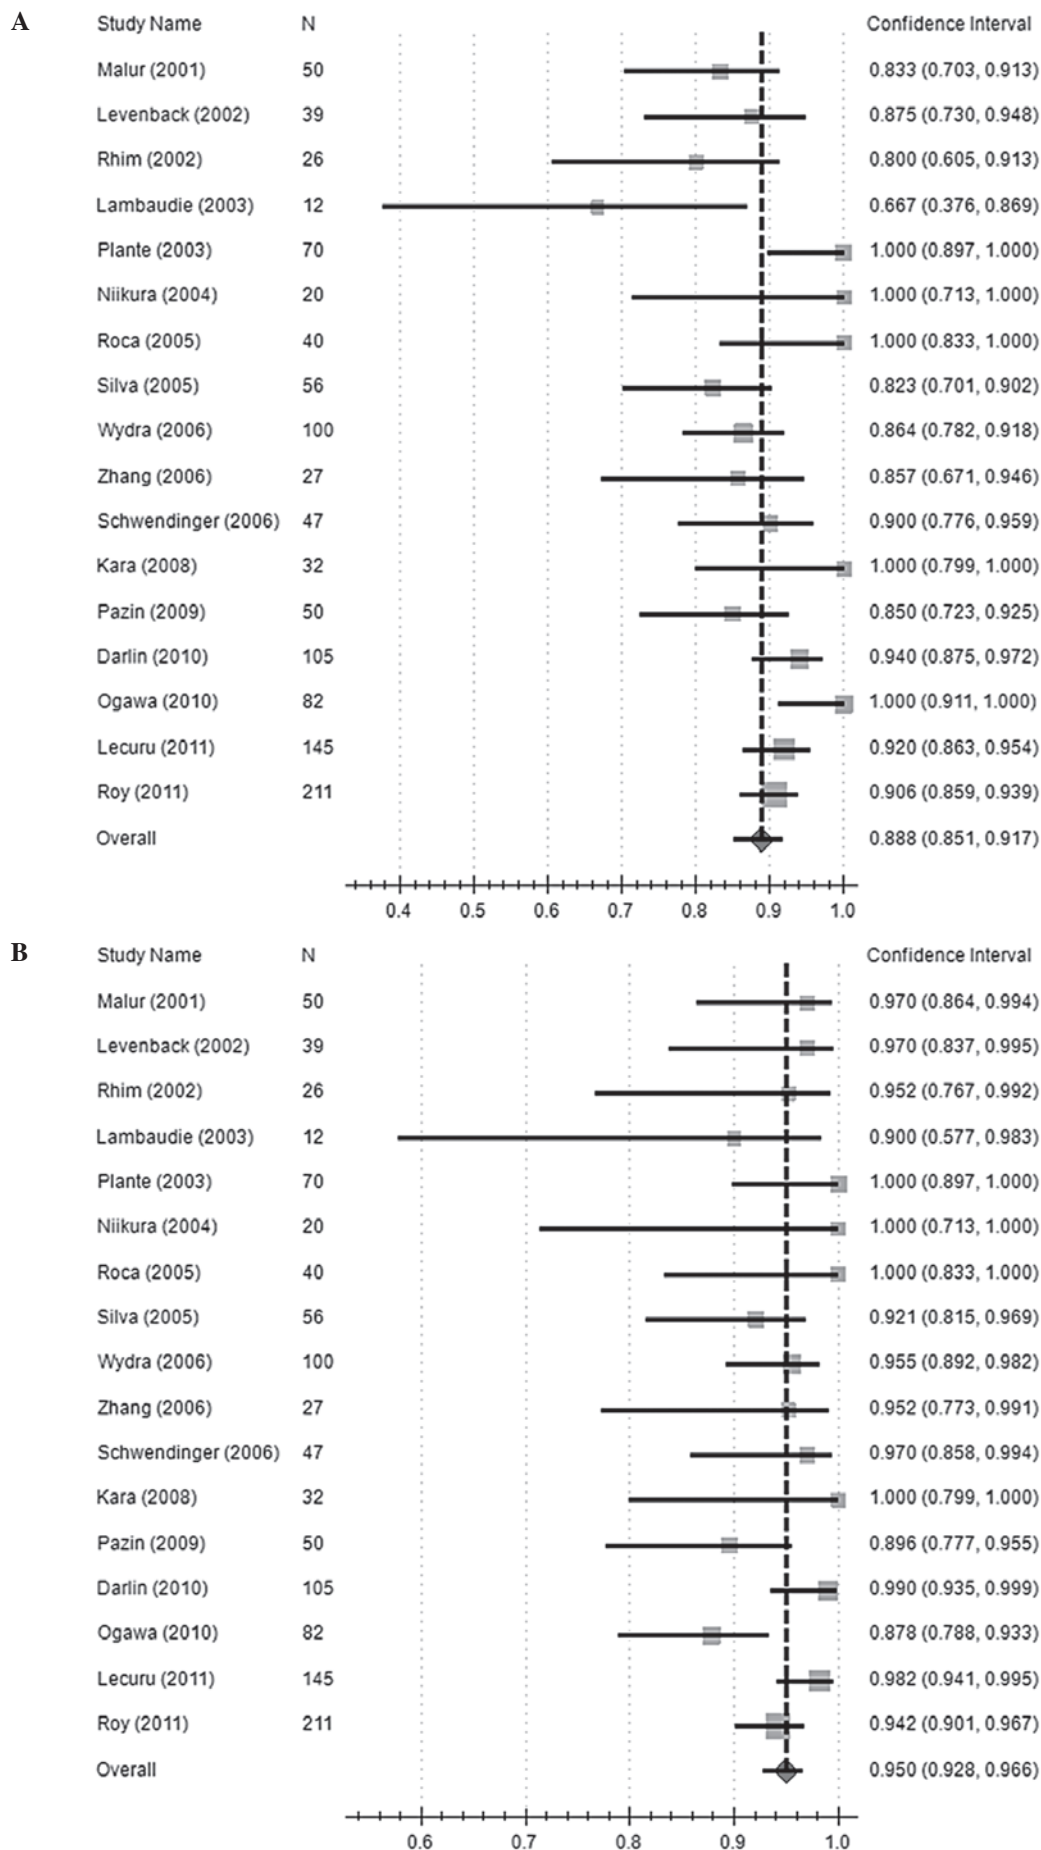 A Study Name N Confidence Interval
Malur (2001) 50 0.833 (0.703, 0.913)
Levenback (2002) 39 0.875 (0.730, 0.948)
Rhim (2002) 26 0.800 (0.605, 0.913)
Lambaudie (2003) 12 0.667 (0.376, 0.869)
Plante (2003) 70 1.000 (0.897, 1.000)
Niikura (2004) 20 1.000 (0.713, 1.000)
Roca (2005) 40 1.000 (0.833, 1.000)
Silva (2005) 56 0.823 (0.701, 0.902)
Wydra (2006) 100 0.864 (0.782, 0.918)
Zhang (2006) 27 0.857 (0.671, 0.946)
Schwendinger (2006) 47 0.900 (0.776, 0.959)
Kara (2008) 32 1.000 (0.799, 1.000)
Pazin (2009) 50 0.850 (0.723, 0.925)
Darlin (2010) 105 0.940 (0.875, 0.972)
Ogawa (2010) 82 1.000 (0.911, 1.000)
Lecuru (2011) 145 0.920 (0.863, 0.954)
Roy (2011) 211 0.906 (0.859, 0.939)
Overall 0.888 (0.851, 0.917)
0.4 0.5 0.6 0.7 0.8 0.9 1.0
B Study Name N Confidence Interval
Malur (2001) 50 0.970 (0.864, 0.994)
Levenback (2002) 39 0.970 (0.837, 0.995)
Rhim (2002) 26 0.952 (0.767, 0.992)
Lambaudie (2003) 12 0.900 (0.577, 0.983)
Plante (2003) 70 1.000 (0.897, 1.000)
Niikura (2004) 20 1.000 (0.713, 1.000)
Roca (2005) 40 1.000 (0.833, 1.000)
Silva (2005) 56 0.921 (0.815, 0.969)
Wydra (2006) 100 0.955 (0.892, 0.982)
Zhang (2006) 27 0.952 (0.773, 0.991)
Schwendinger (2006) 47 0.970 (0.858, 0.994)
Kara (2008) 32 1.000 (0.799, 1.000)
Pazin (2009) 50 0.896 (0.777, 0.955)
Darlin (2010) 105 0.990 (0.935, 0.999)
Ogawa (2010) 82 0.878 (0.788, 0.933)
Lecuru (2011) 145 0.982 (0.941, 0.995)
Roy (2011) 211 0.942 (0.901, 0.967)
Overall 0.950 (0.928, 0.966)
0.6 0.7 0.8 0.9 1.0